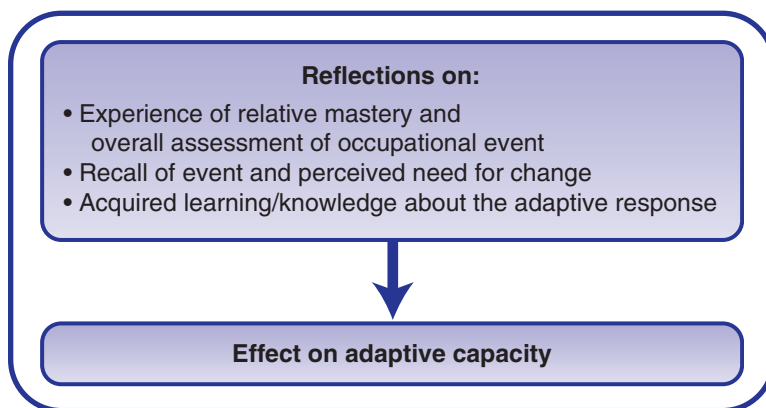 Reflections on:
• Experience of relative mastery and
overall assessment of occupational event
• Recall of event and perceived need for change
• Acquired learning/knowledge about the adaptive response
Effect on adaptive capacity